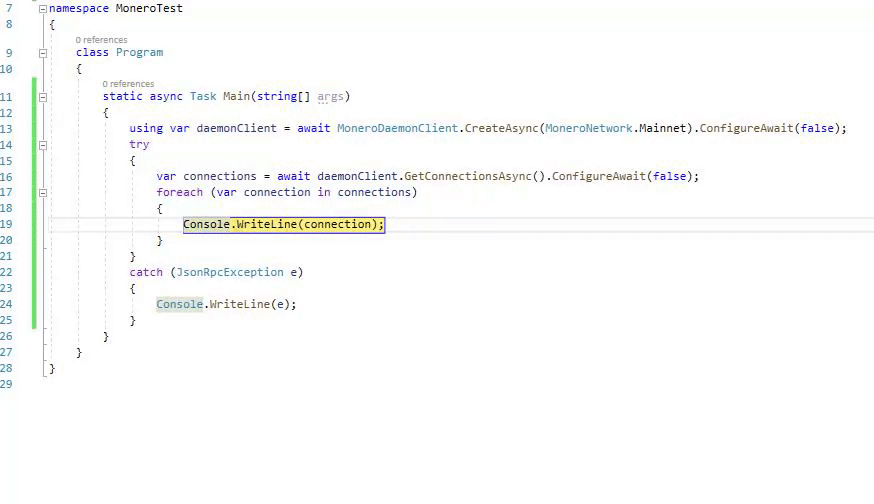 7 namespace MoneroTest
8 {
0 references
9 class Program
10 {
0 references
11 static async Task Main(string[] args)
12 {
13 using var daemonClient = await MoneroDaemonClient.CreateAsync(MoneroNetwork.Mainnet).ConfigureAwait(false);
14 try
15 {
16 var connections = await daemonClient.GetConnectionsAsync().ConfigureAwait(false);
17 foreach (var connection in connections)
18 {
19 Console.WriteLine(connection);
20 }
21 }
22 catch (JsonRpcException e)
23 {
24 Console.WriteLine(e);
25 }
26 }
27 }
28 }
29